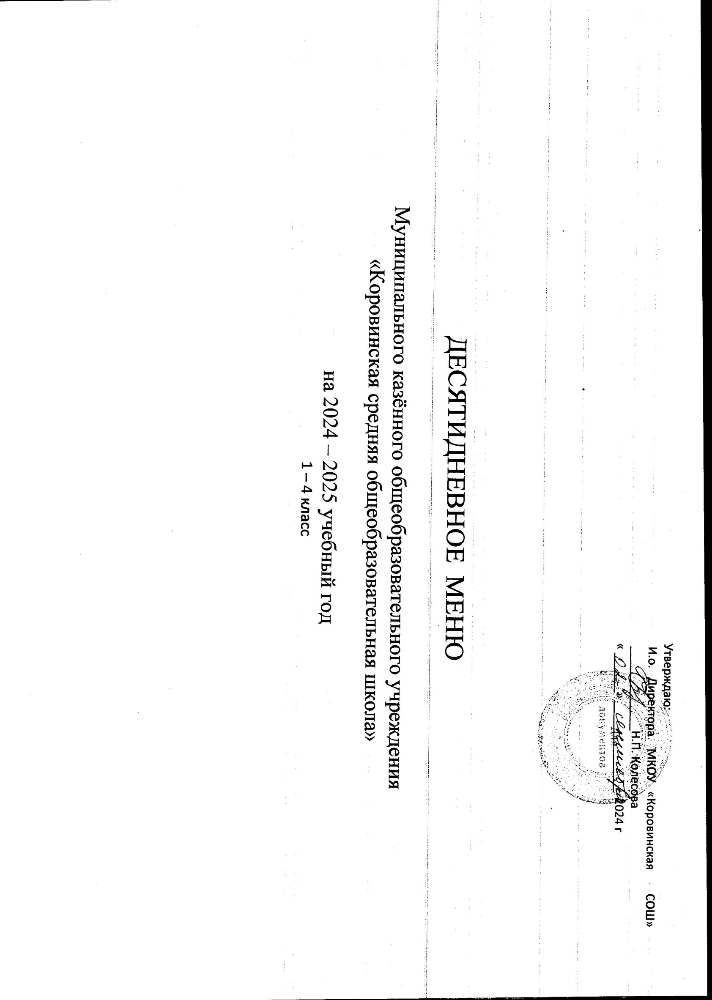 Утверждаю:
И.о. Директора МКОУ «Коровинская СОШ»
Н.П. Колесова
«02» сентября 2024 г
документов
ДЕСЯТИДНЕВНОЕ МЕНЮ
Муниципального казённого общеобразовательного учреждения
«Коровинская средняя общеобразовательная школа»
на 2024 – 2025 учебный год
1 – 4 класс